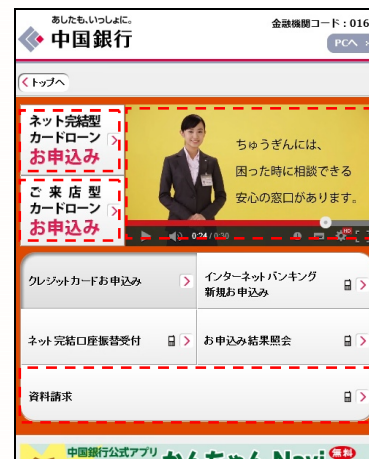 あしたも、いっしょに。
中国銀行
金融機関コード:016
PCへ
トップへ
ネット完結型
カードローン
お申込み
ご来店型
カードローン
お申込み
ちゅうぎんには、
困った時に相談できる
安心の窓口があります。
0:24 / 0:30
HD
クレジットカードお申込み
インターネットバンキング
新規お申込み
ネット完結口座振替受付
お申込み結果照会
資料請求
中国銀行公式アプリ
Navi
無料